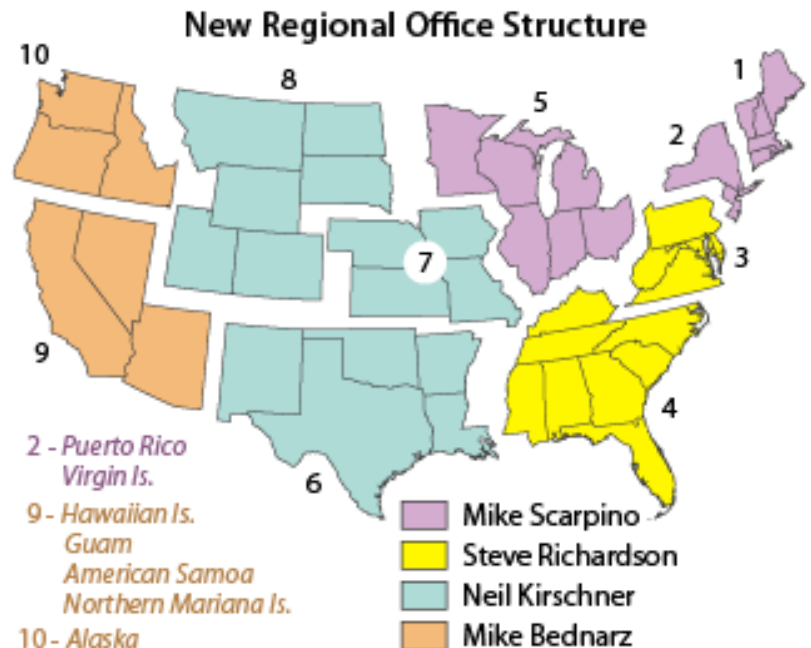 New Regional Office Structure
10
8
5
1
2
7
3
9
4
6
2 - Puerto Rico
Virgin Is.
9 - Hawaiian Is.
Guam
American Samoa
Northern Mariana Is.
10 - Alaska
Mike Scarpino
Steve Richardson
Neil Kirschner
Mike Bednarz